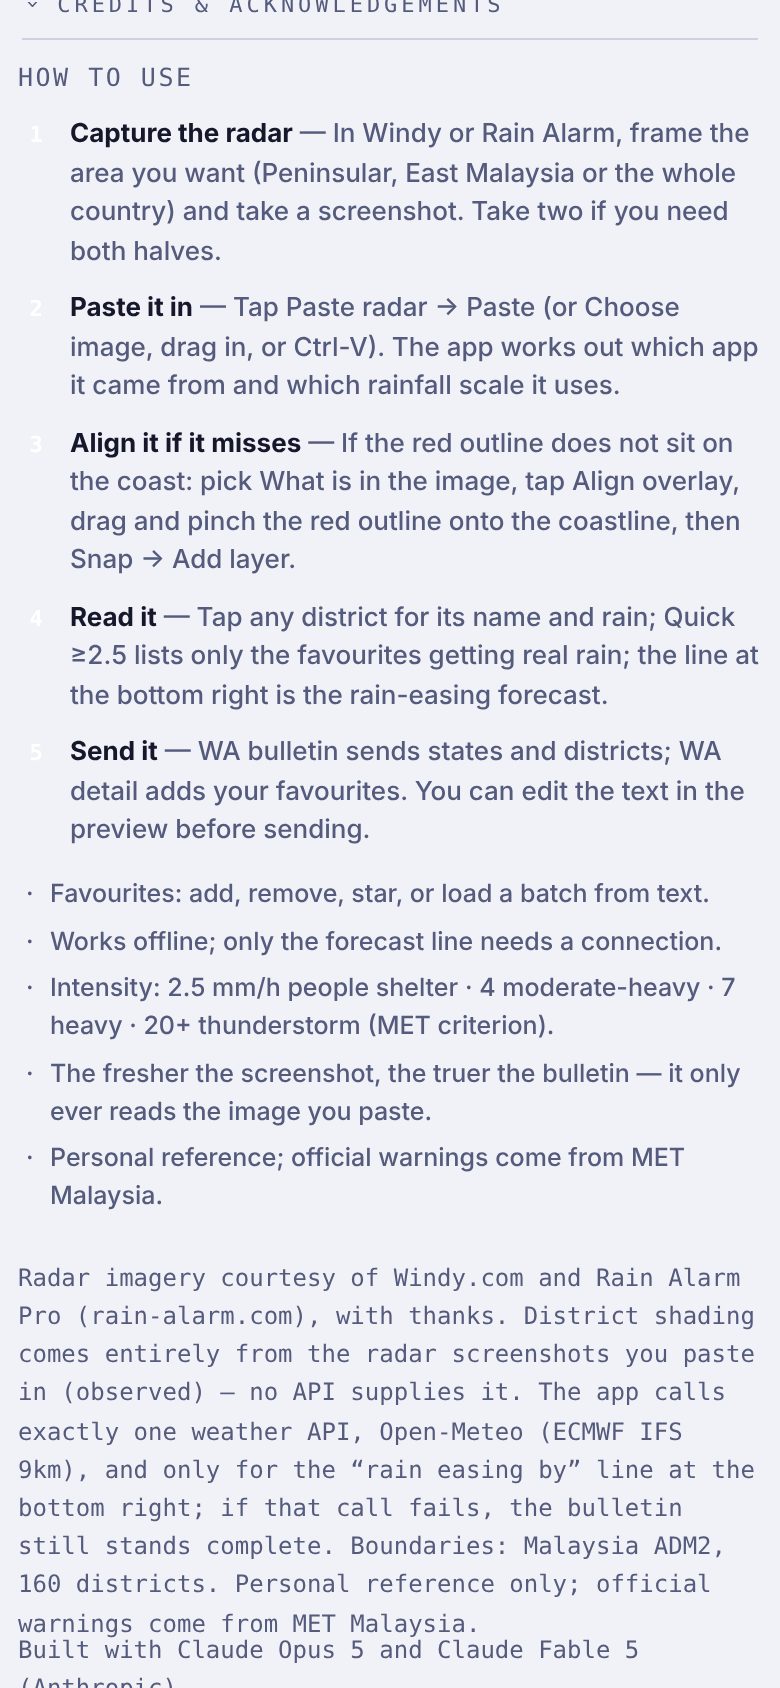 CREDITS & ACKNOWLEDGEMENTS
HOW TO USE
1 Capture the radar — In Windy or Rain Alarm, frame the
area you want (Peninsular, East Malaysia or the whole
country) and take a screenshot. Take two if you need
both halves.
2 Paste it in — Tap Paste radar → Paste (or Choose
image, drag in, or Ctrl-V). The app works out which app
it came from and which rainfall scale it uses.
3 Align it if it misses — If the red outline does not sit on
the coast: pick What is in the image, tap Align overlay,
drag and pinch the red outline onto the coastline, then
Snap → Add layer.
4 Read it — Tap any district for its name and rain; Quick
≥2.5 lists only the favourites getting real rain; the line at
the bottom right is the rain-easing forecast.
5 Send it — WA bulletin sends states and districts; WA
detail adds your favourites. You can edit the text in the
preview before sending.
· Favourites: add, remove, star, or load a batch from text.
· Works offline; only the forecast line needs a connection.
· Intensity: 2.5 mm/h people shelter · 4 moderate-heavy · 7
heavy · 20+ thunderstorm (MET criterion).
· The fresher the screenshot, the truer the bulletin — it only
ever reads the image you paste.
· Personal reference; official warnings come from MET
Malaysia.
Radar imagery courtesy of Windy.com and Rain Alarm
Pro (rain-alarm.com), with thanks. District shading
comes entirely from the radar screenshots you paste
in (observed) — no API supplies it. The app calls
exactly one weather API, Open-Meteo (ECMWF IFS
9km), and only for the “rain easing by” line at the
bottom right; if that call fails, the bulletin
still stands complete. Boundaries: Malaysia ADM2,
160 districts. Personal reference only; official
warnings come from MET Malaysia.
Built with Claude Opus 5 and Claude Fable 5
(Anthropic)